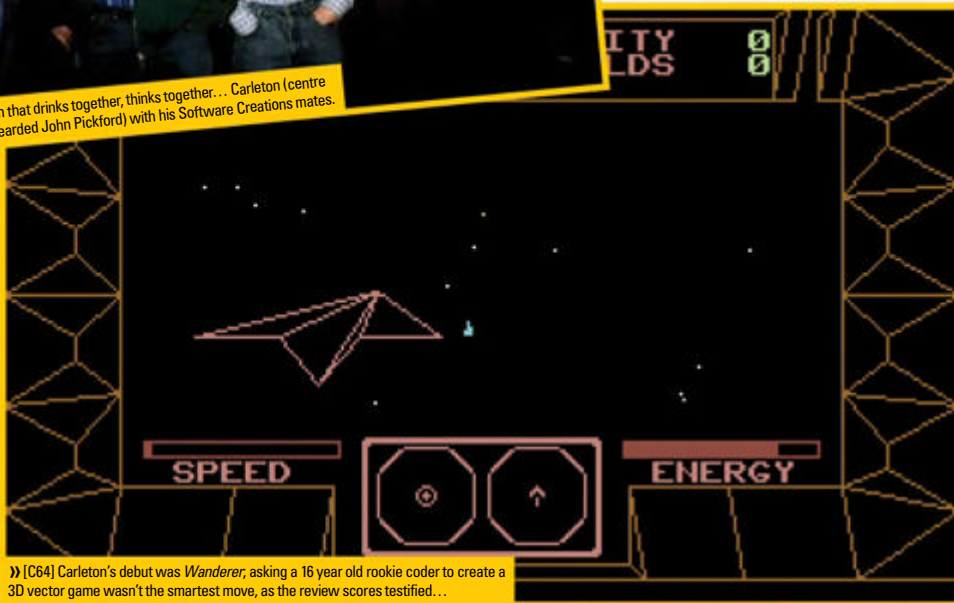 that drinks together, thinks together... Carleton (centre
John Pickford) with his Software Creations mates.
ITY 0
LDS 0
SPEED
ENERGY
[C64] Carleton's debut was Wanderer, asking a 16 year old rookie coder to create a
3D vector game wasn't the smartest move, as the review scores testified...